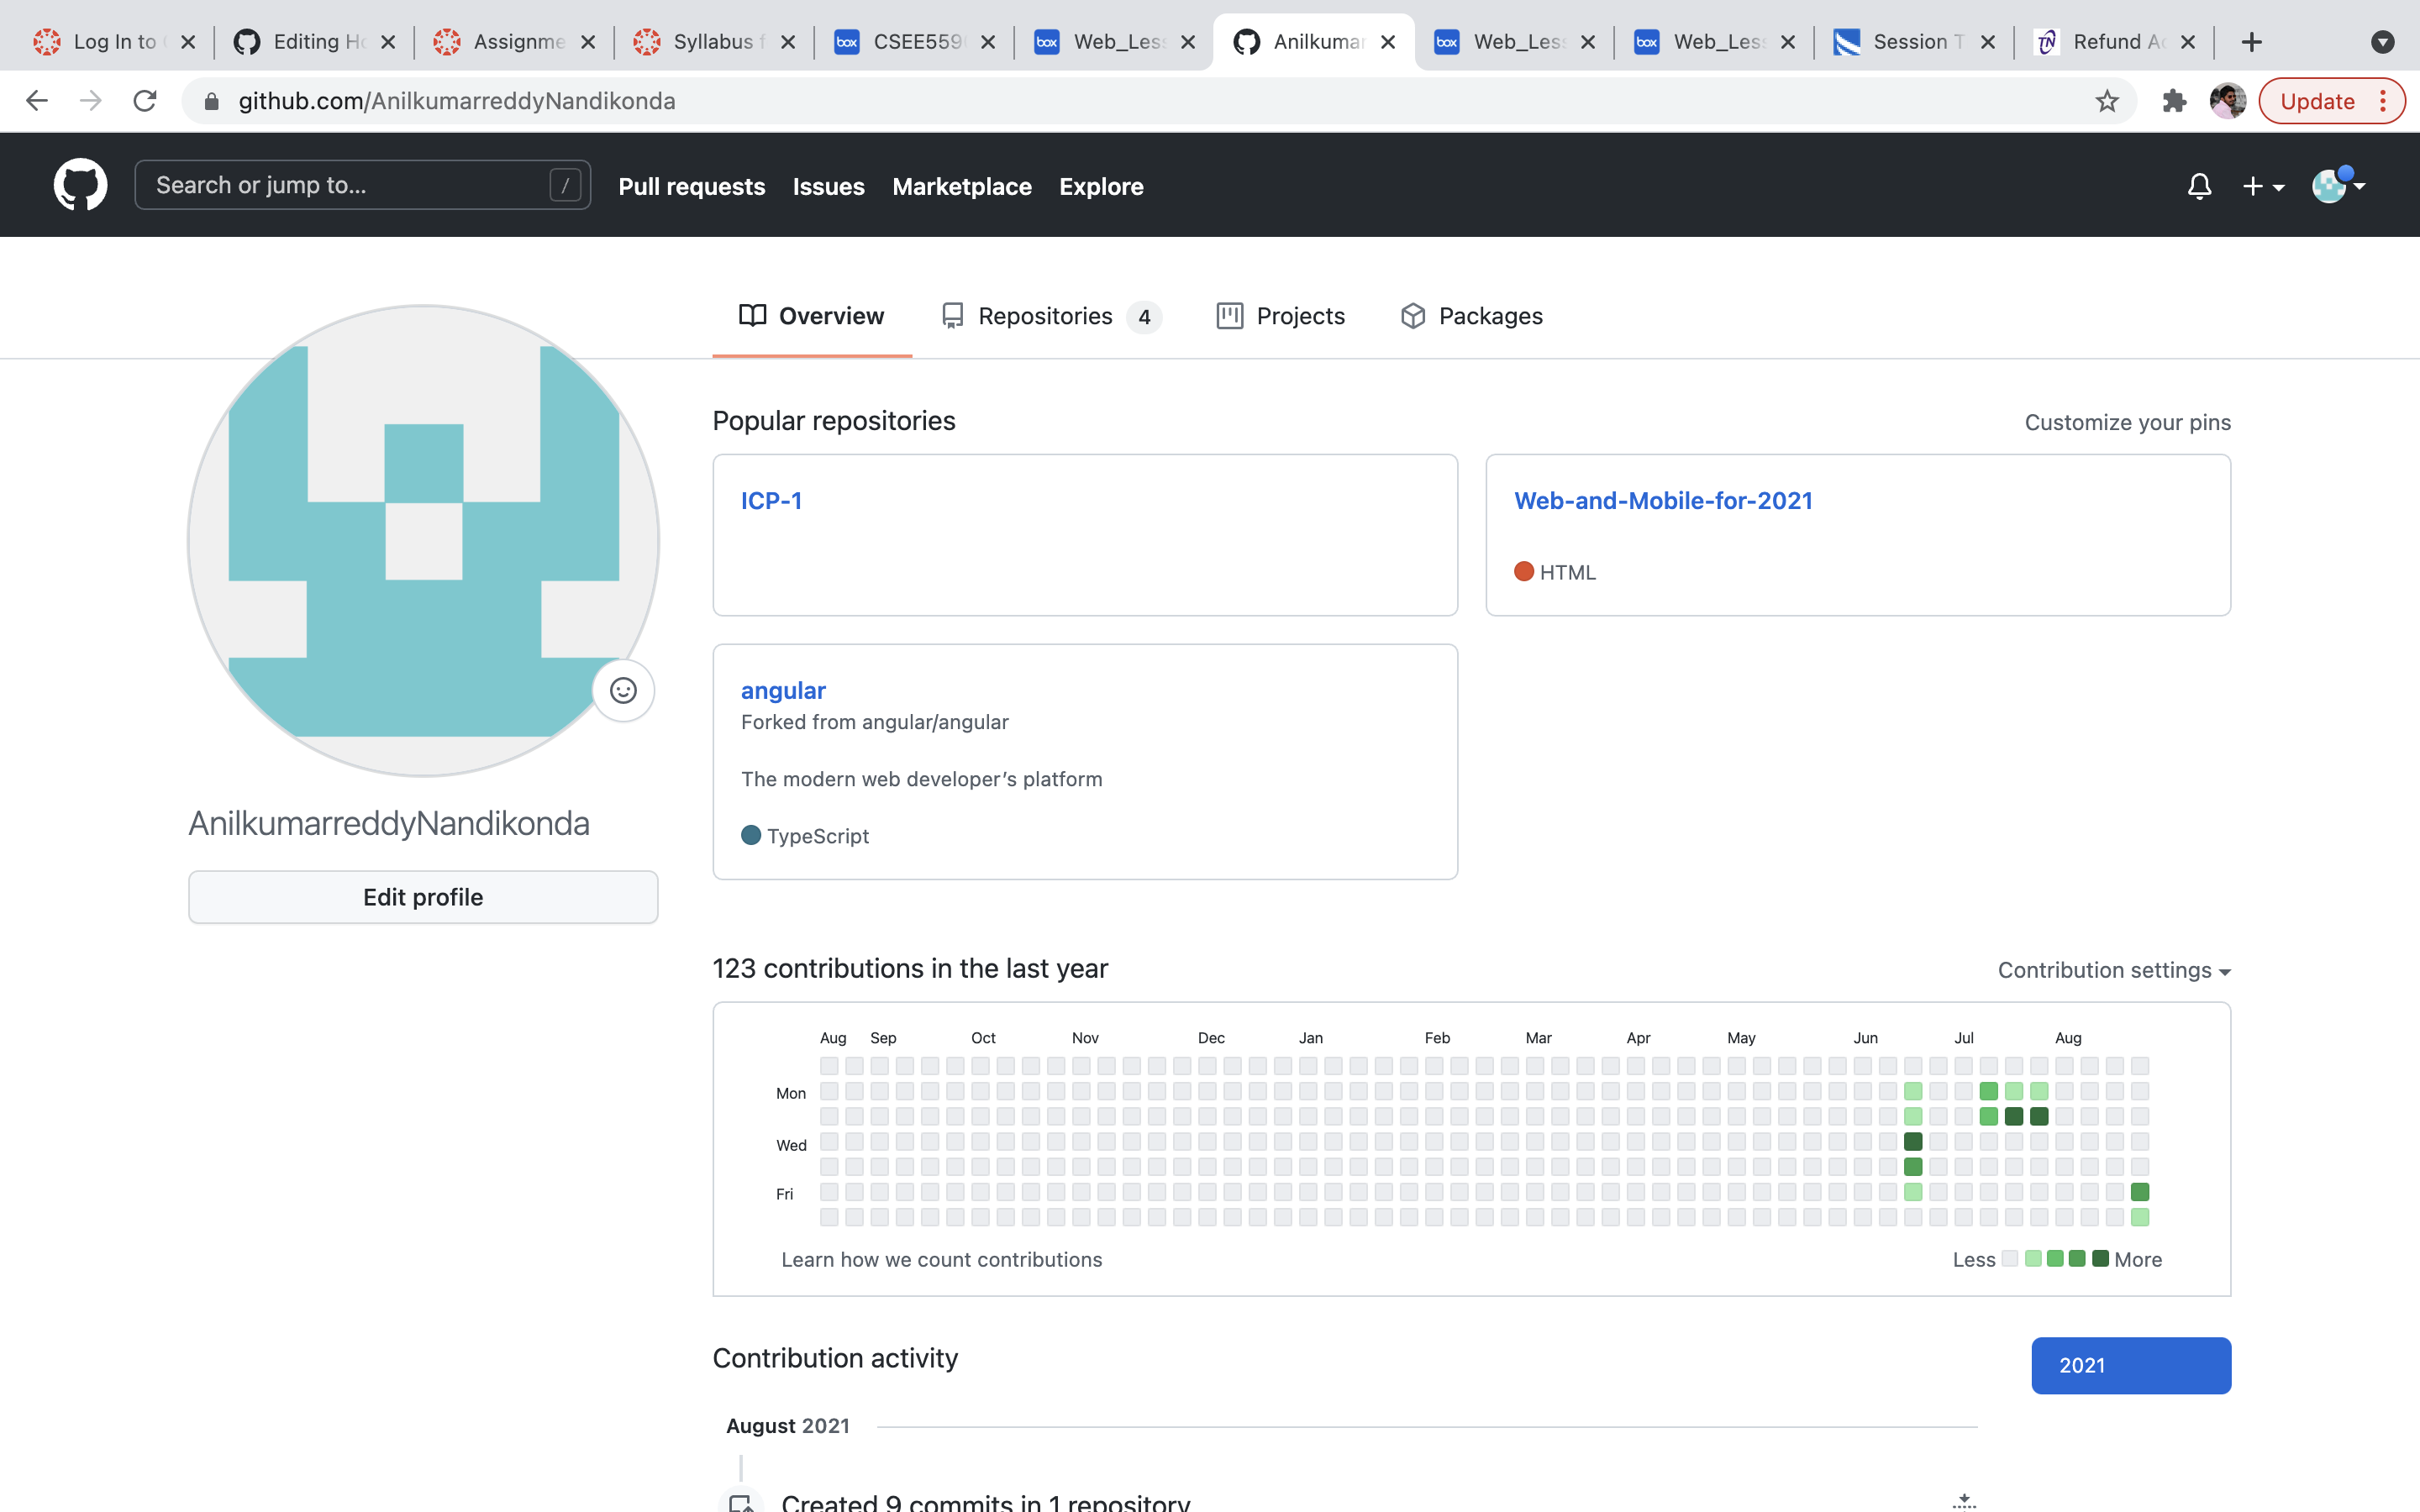 Log In to
Editing Ho
Assignme
Syllabus f
CSEE559
Web_Les
Anilkumar
Web_Les
Web_Les
Session T
Refund A
github.com/AnilkumarreddyNandikonda
Update
Search or jump to...
/
Pull requests
Issues
Marketplace
Explore
Overview
Repositories 4
Projects
Packages
Popular repositories
Customize your pins
ICP-1
Web-and-Mobile-for-2021
HTML
angular
Forked from angular/angular
The modern web developer’s platform
TypeScript
AnilkumarreddyNandikonda
Edit profile
123 contributions in the last year
Contribution settings
Aug Sep Oct Nov Dec Jan Feb Mar Apr May Jun Jul Aug
Mon
Wed
Fri
Learn how we count contributions
Less More
Contribution activity
2021
August 2021
Created 9 commits in 1 repository